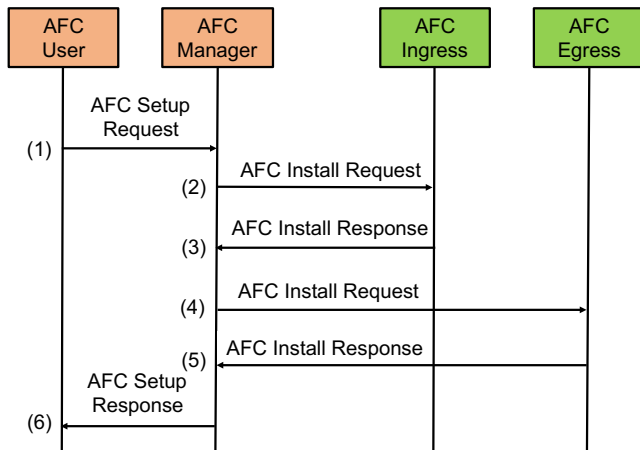 AFC
User
AFC
Manager
AFC
Ingress
AFC
Egress
AFC Setup
Request
(1)
AFC Install Request
(2)
AFC Install Response
(3)
AFC Install Request
(4)
AFC Install Response
(5)
AFC Setup
Response
(6)